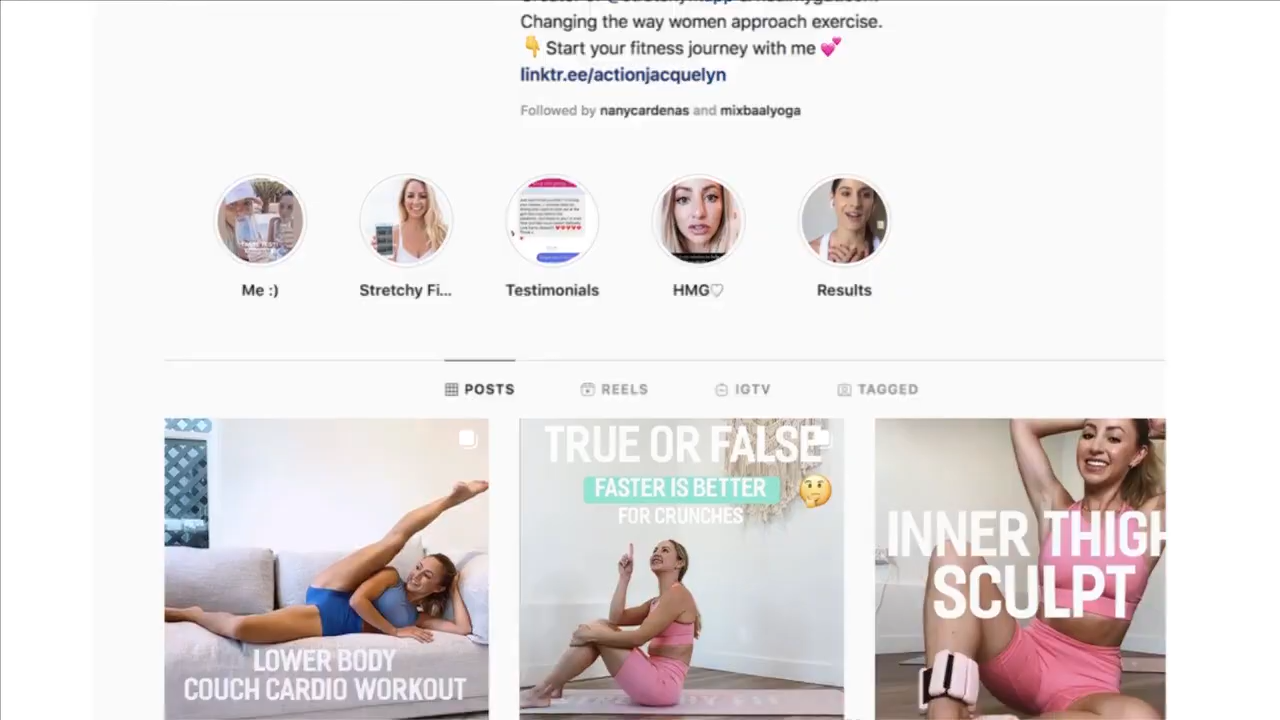 Changing the way women approach exercise.
👇 Start your fitness journey with me 💕
linktr.ee/actionjacquelyn
Followed by nanycardenas and mixbaalyoga
Me :)
Stretchy Fi...
Testimonials
HMG♡
Results
POSTS
REELS
IGTV
TAGGED
LOWER BODY
COUCH CARDIO WORKOUT
TRUE OR FALSE
FASTER IS BETTER 🤔
FOR CRUNCHES
INNER THIGH
SCULPT